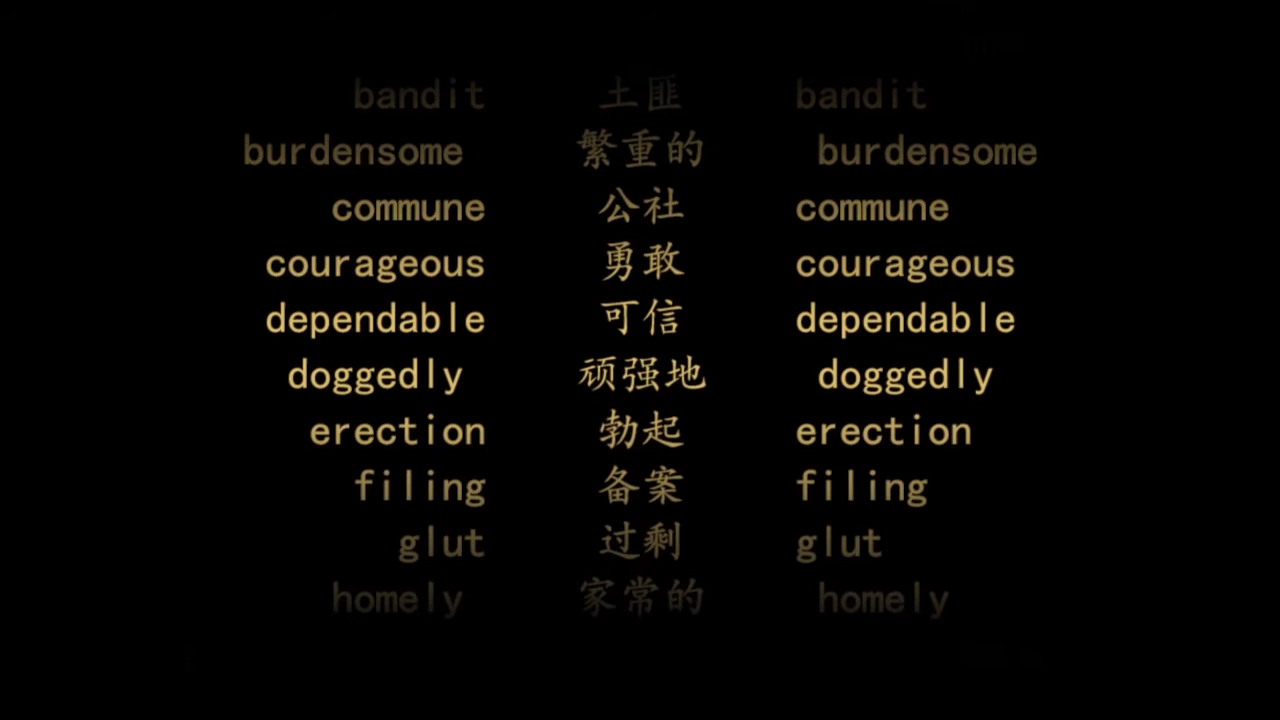 bandit 土匪 bandit
burdensome 繁重的 burdensome
commune 公社 commune
courageous 勇敢 courageous
dependable 可信 dependable
doggedly 顽强地 doggedly
erection 勃起 erection
filing 备案 filing
glut 过剩 glut
homely 家常的 homely